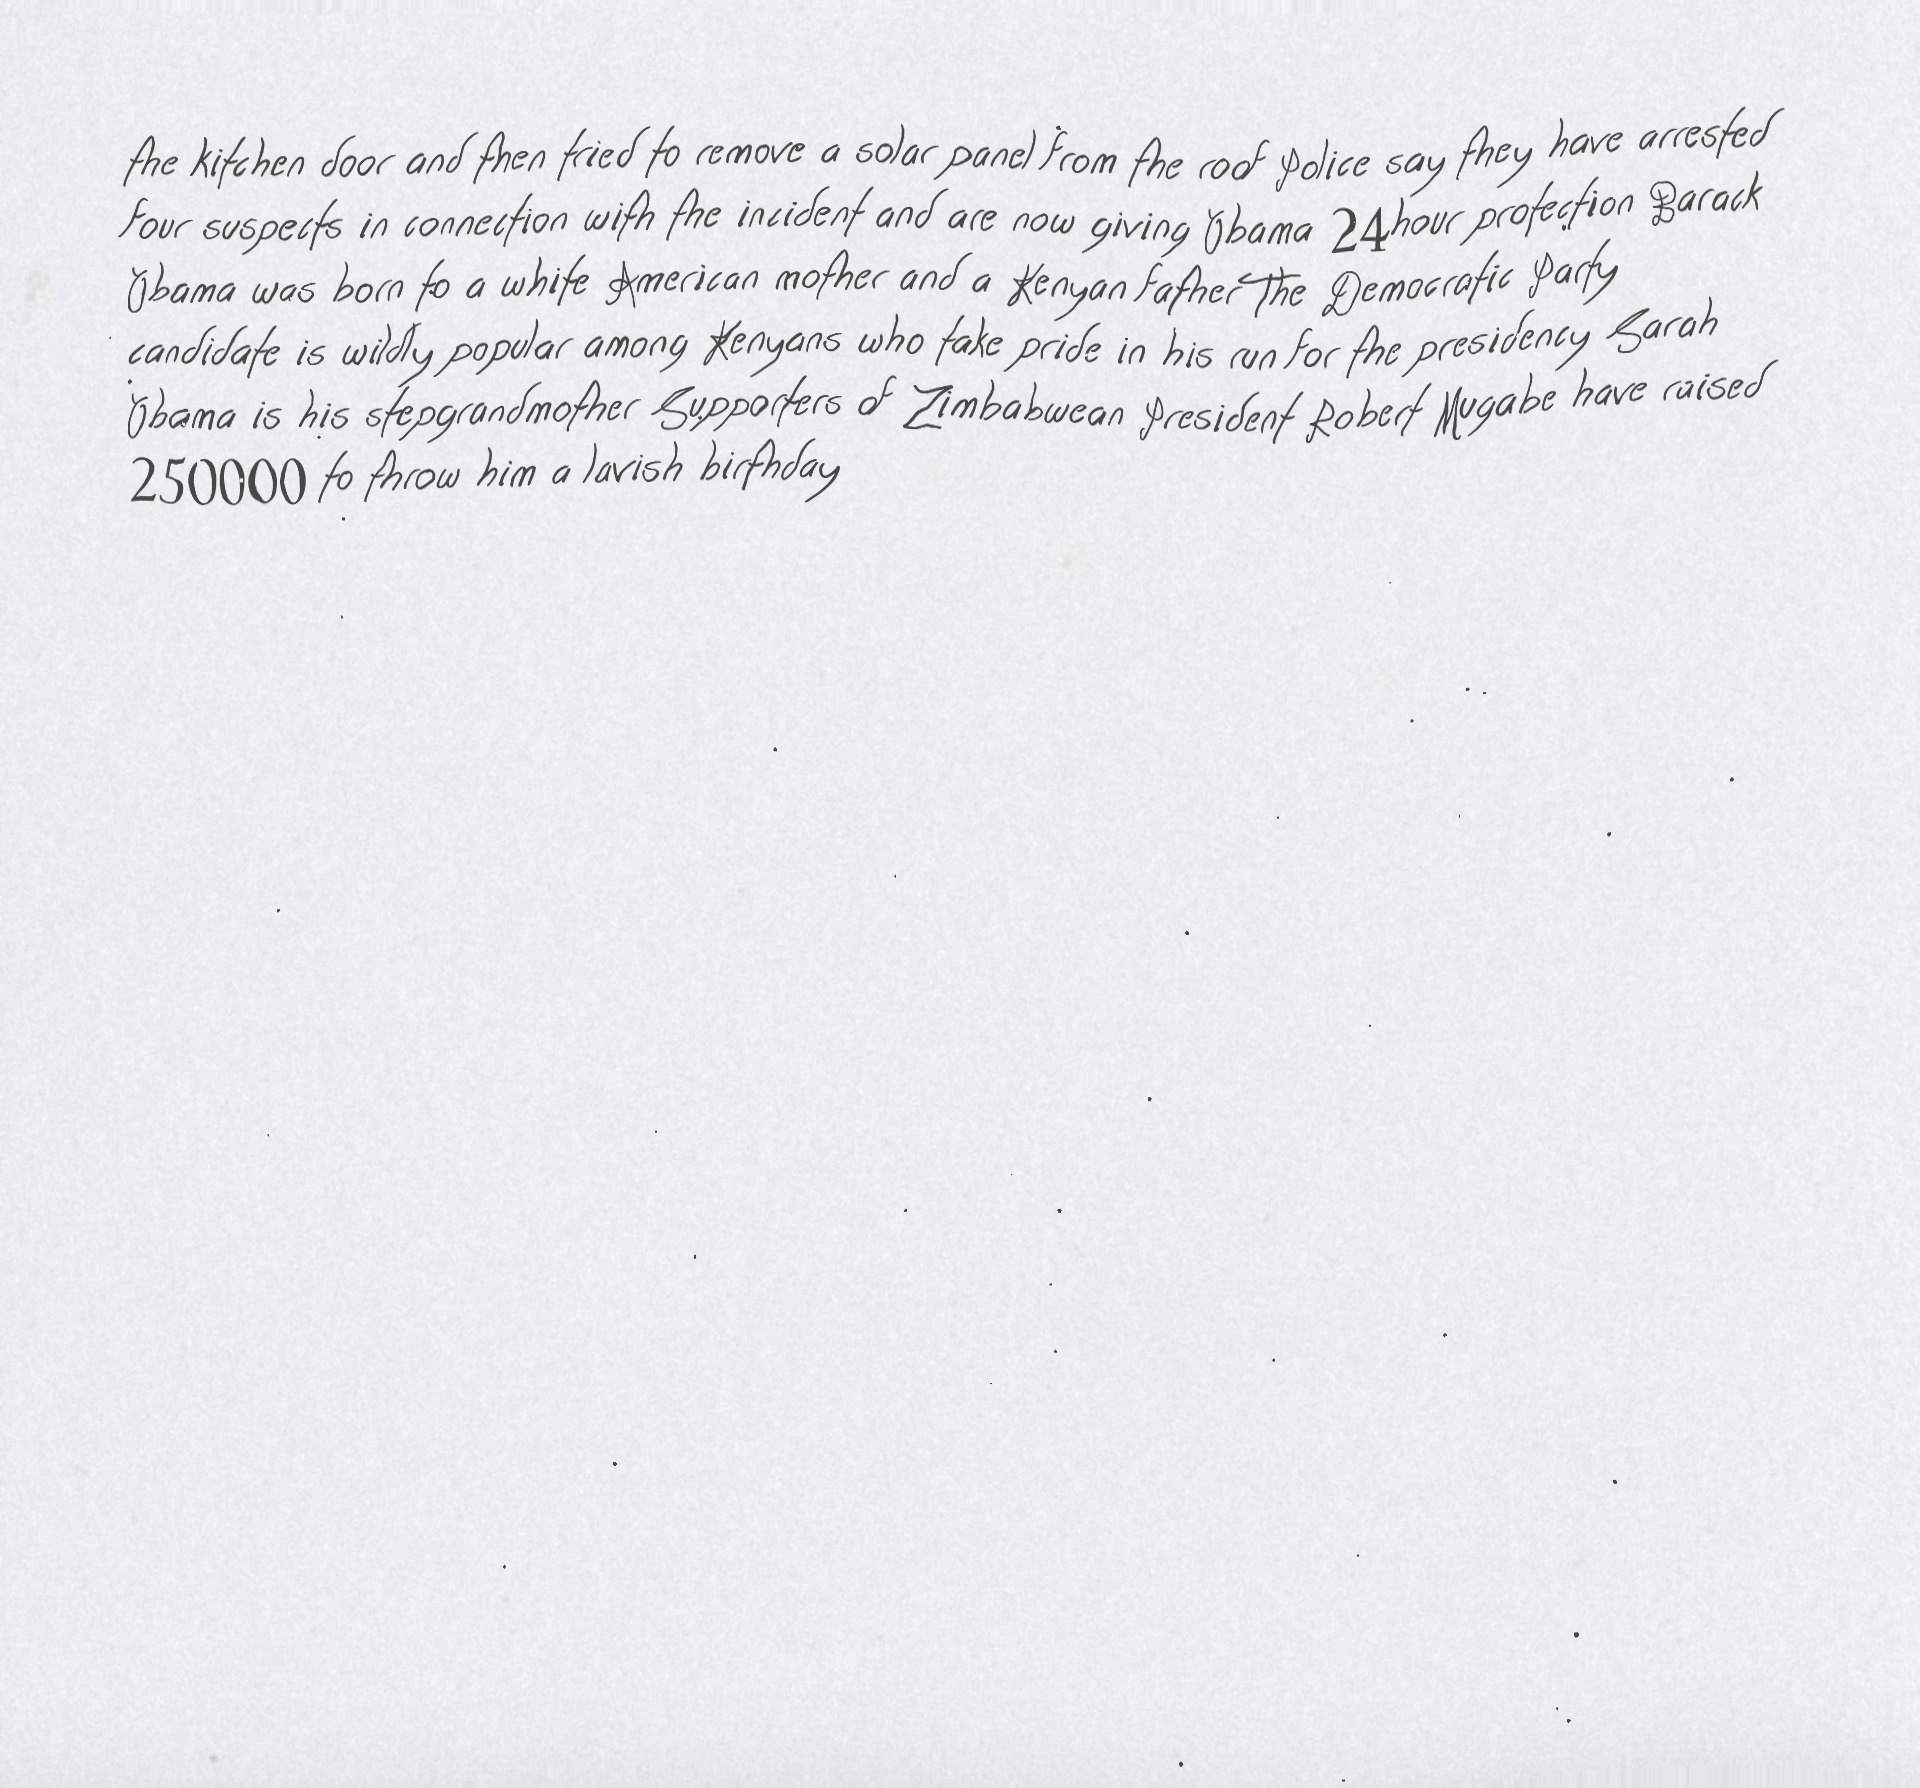 the kitchen door and then tried to remove a solar panel from the roof Police say they have arrested
four suspects in connection with the incident and are now giving Obama 24hour protection Barack
Obama was born to a white American mother and a Kenyan father The Democratic Party
candidate is wildly popular among Kenyans who take pride in his run for the presidency Sarah
Obama is his stepgrandmother Supporters of Zimbabwean President Robert Mugabe have raised
250000 to throw him a lavish birthday